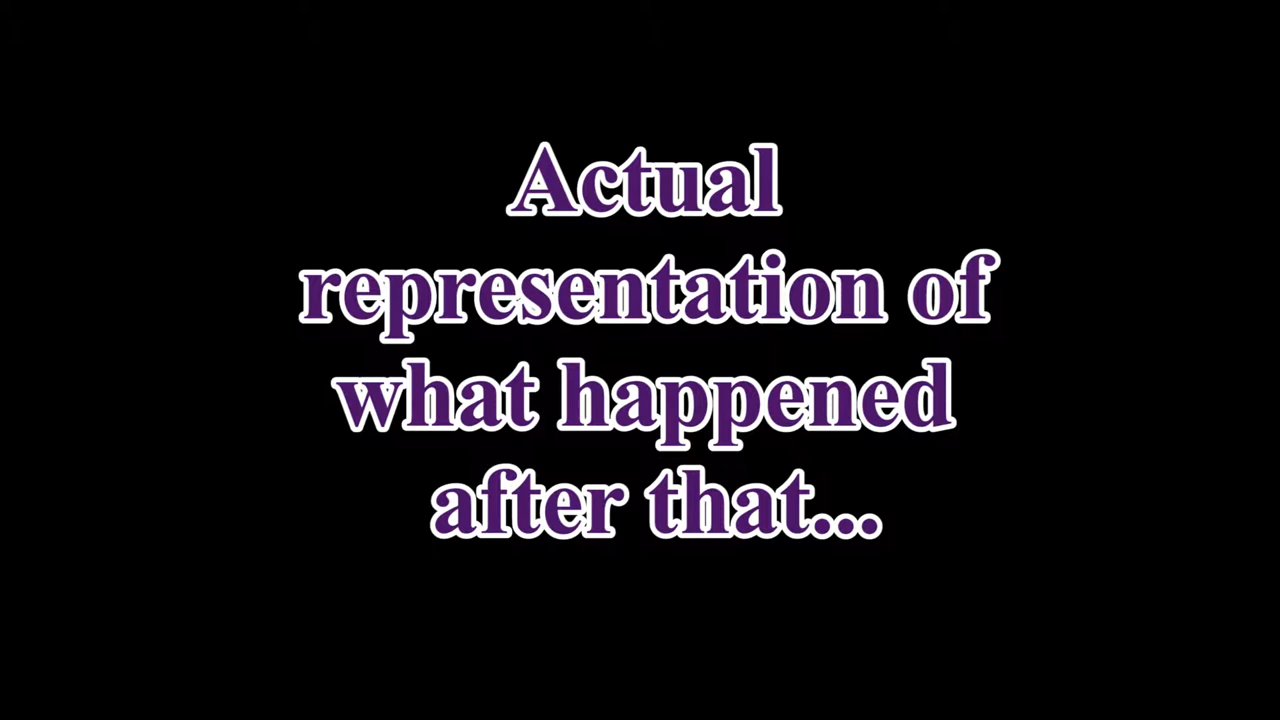 Actual
representation of
what happened
after that...